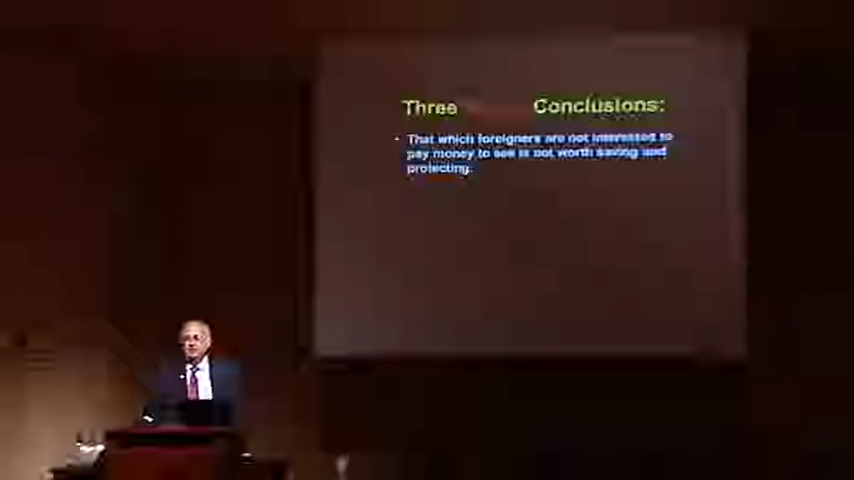 Three Conclusions:
• That which foreigners are not interested to
pay money to see is not worth saving and
protecting.